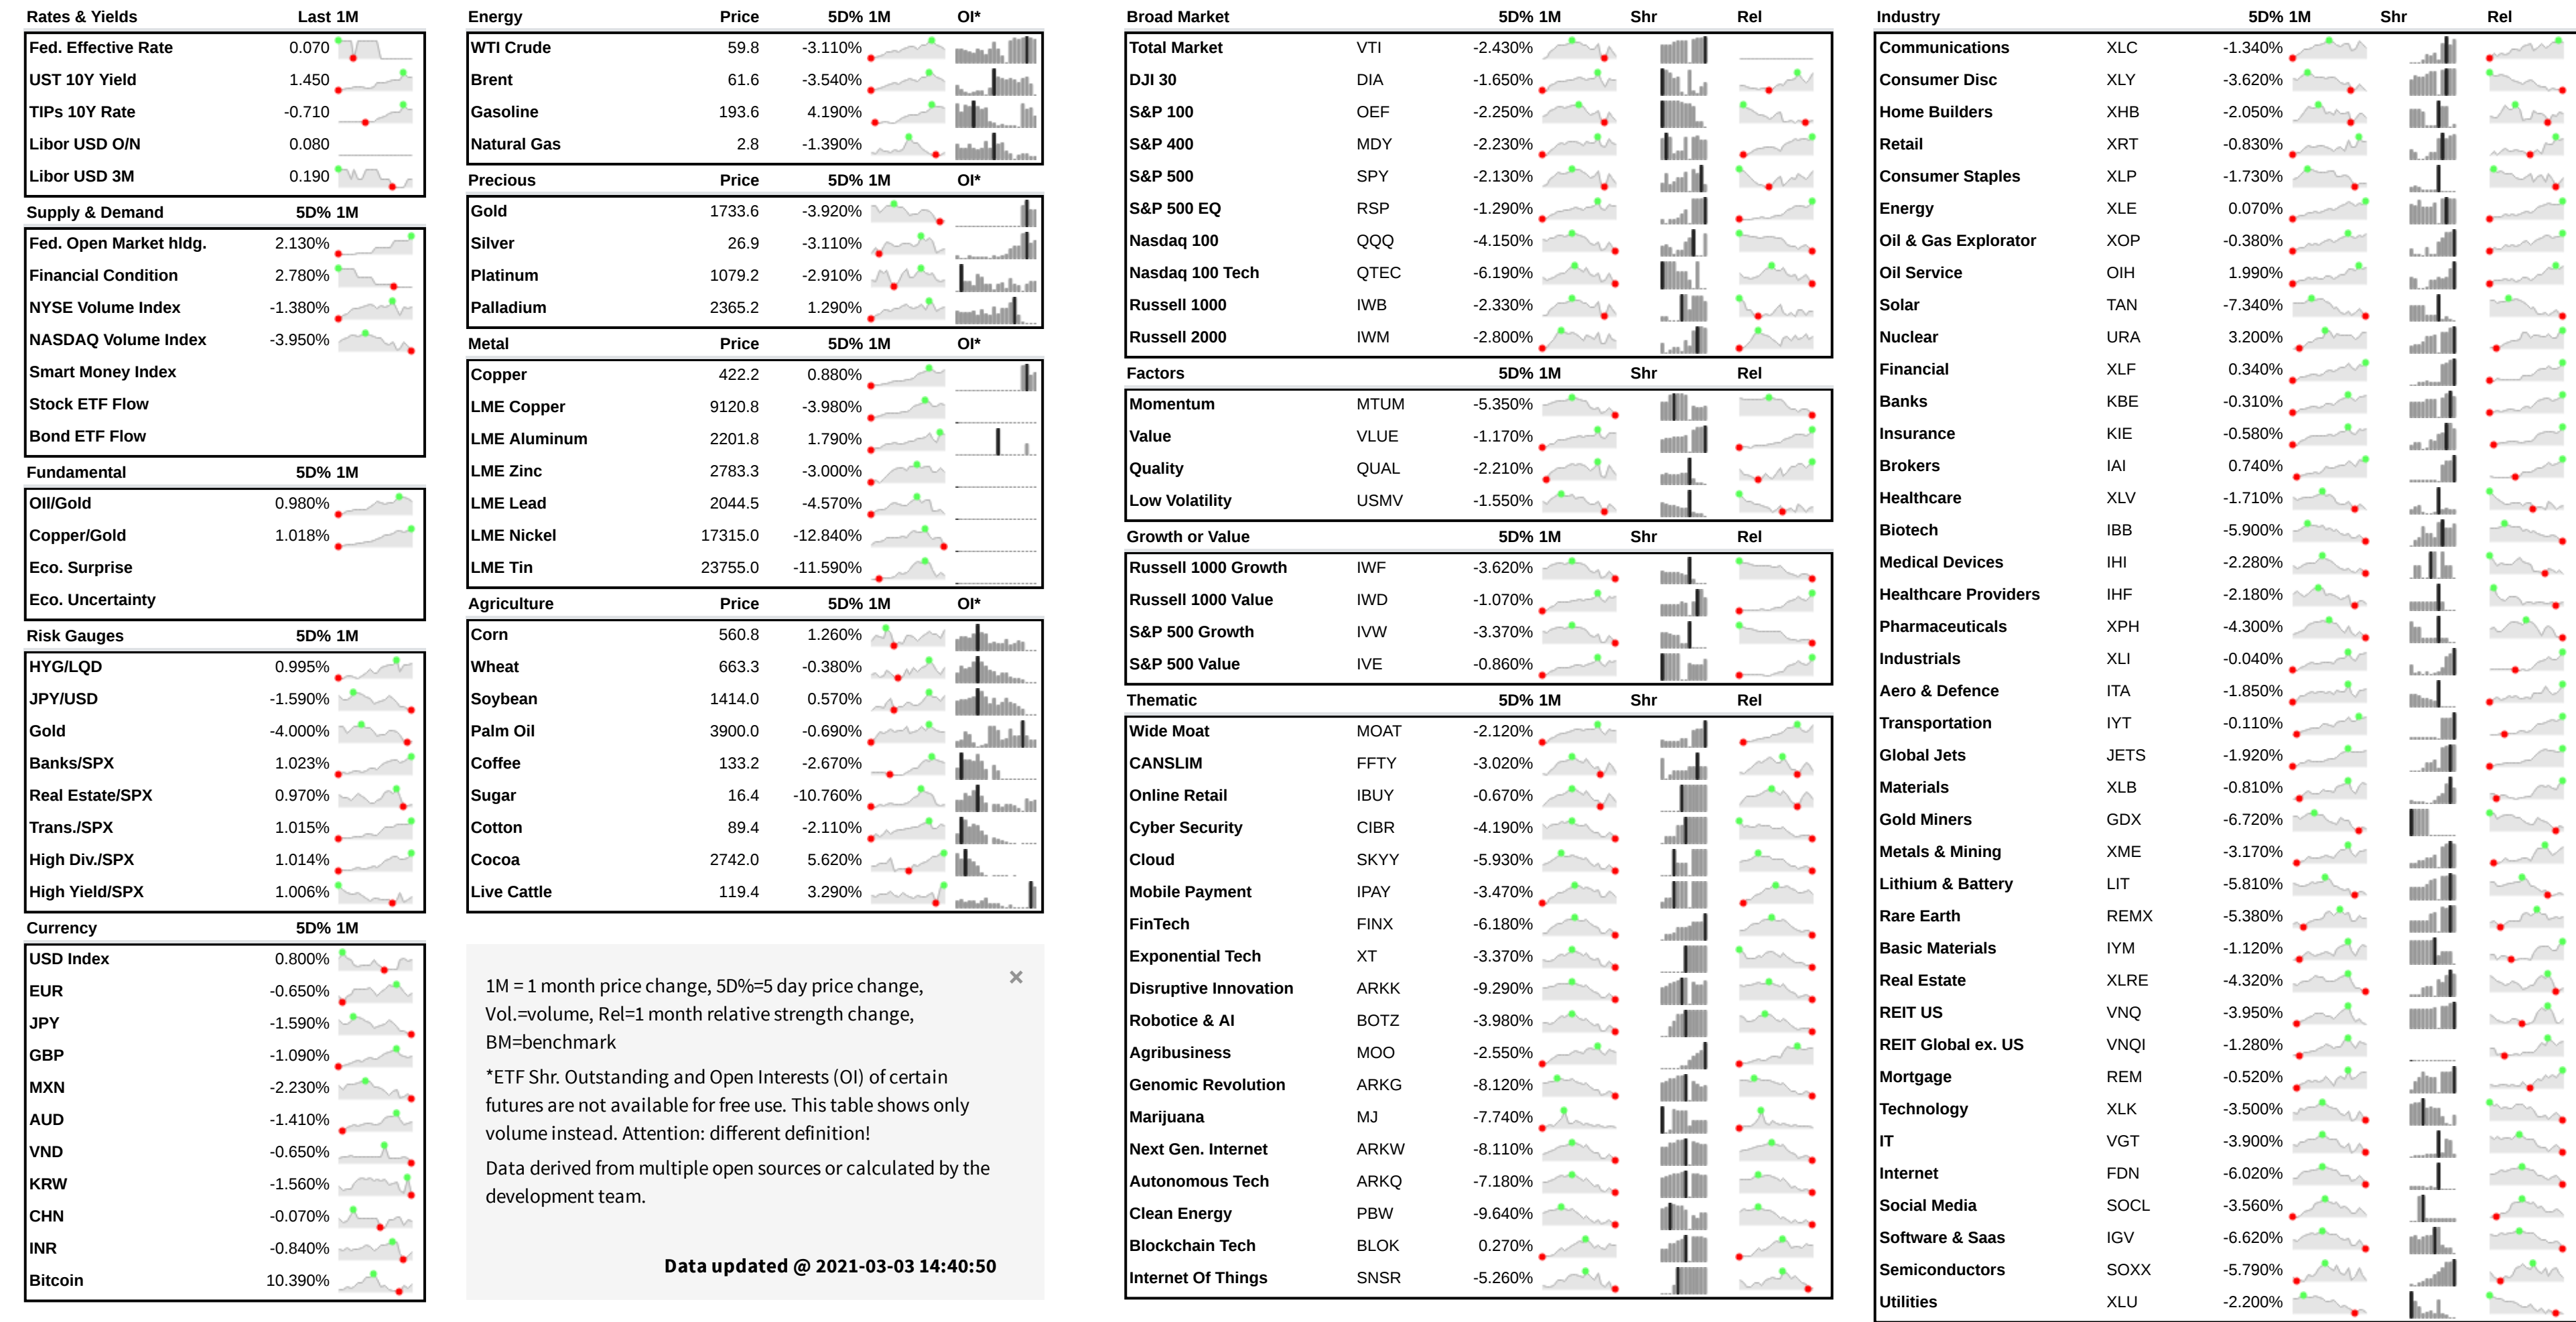 Rates & Yields Last 1M
Fed. Effective Rate 0.070
UST 10Y Yield 1.450
TIPs 10Y Rate -0.710
Libor USD O/N 0.080
Libor USD 3M 0.190
Supply & Demand 5D% 1M
Fed. Open Market hldg. 2.130%
Financial Condition 2.780%
NYSE Volume Index -1.380%
NASDAQ Volume Index -3.950%
Smart Money Index
Stock ETF Flow
Bond ETF Flow
Fundamental 5D% 1M
OIl/Gold 0.980%
Copper/Gold 1.018%
Eco. Surprise
Eco. Uncertainty
Risk Gauges 5D% 1M
HYG/LQD 0.995%
JPY/USD -1.590%
Gold -4.000%
Banks/SPX 1.023%
Real Estate/SPX 0.970%
Trans./SPX 1.015%
High Div./SPX 1.014%
High Yield/SPX 1.006%
Currency 5D% 1M
USD Index 0.800%
EUR -0.650%
JPY -1.590%
GBP -1.090%
MXN -2.230%
AUD -1.410%
VND -0.650%
KRW -1.560%
CHN -0.070%
INR -0.840%
Bitcoin 10.390%
Energy Price 5D% 1M OI*
WTI Crude 59.8 -3.110%
Brent 61.6 -3.540%
Gasoline 193.6 4.190%
Natural Gas 2.8 -1.390%
Precious Price 5D% 1M OI*
Gold 1733.6 -3.920%
Silver 26.9 -3.110%
Platinum 1079.2 -2.910%
Palladium 2365.2 1.290%
Metal Price 5D% 1M OI*
Copper 422.2 0.880%
LME Copper 9120.8 -3.980%
LME Aluminum 2201.8 1.790%
LME Zinc 2783.3 -3.000%
LME Lead 2044.5 -4.570%
LME Nickel 17315.0 -12.840%
LME Tin 23755.0 -11.590%
Agriculture Price 5D% 1M OI*
Corn 560.8 1.260%
Wheat 663.3 -0.380%
Soybean 1414.0 0.570%
Palm Oil 3900.0 -0.690%
Coffee 133.2 -2.670%
Sugar 16.4 -10.760%
Cotton 89.4 -2.110%
Cocoa 2742.0 5.620%
Live Cattle 119.4 3.290%
×
1M = 1 month price change, 5D%=5 day price change,
Vol.=volume, Rel=1 month relative strength change,
BM=benchmark
*ETF Shr. Outstanding and Open Interests (OI) of certain
futures are not available for free use. This table shows only
volume instead. Attention: different definition!
Data derived from multiple open sources or calculated by the
development team.
Data updated @ 2021-03-03 14:40:50
Broad Market 5D% 1M Shr Rel
Total Market VTI -2.430%
DJI 30 DIA -1.650%
S&P 100 OEF -2.250%
S&P 400 MDY -2.230%
S&P 500 SPY -2.130%
S&P 500 EQ RSP -1.290%
Nasdaq 100 QQQ -4.150%
Nasdaq 100 Tech QTEC -6.190%
Russell 1000 IWB -2.330%
Russell 2000 IWM -2.800%
Factors 5D% 1M Shr Rel
Momentum MTUM -5.350%
Value VLUE -1.170%
Quality QUAL -2.210%
Low Volatility USMV -1.550%
Growth or Value 5D% 1M Shr Rel
Russell 1000 Growth IWF -3.620%
Russell 1000 Value IWD -1.070%
S&P 500 Growth IVW -3.370%
S&P 500 Value IVE -0.860%
Thematic 5D% 1M Shr Rel
Wide Moat MOAT -2.120%
CANSLIM FFTY -3.020%
Online Retail IBUY -0.670%
Cyber Security CIBR -4.190%
Cloud SKYY -5.930%
Mobile Payment IPAY -3.470%
FinTech FINX -6.180%
Exponential Tech XT -3.370%
Disruptive Innovation ARKK -9.290%
Robotice & AI BOTZ -3.980%
Agribusiness MOO -2.550%
Genomic Revolution ARKG -8.120%
Marijuana MJ -7.740%
Next Gen. Internet ARKW -8.110%
Autonomous Tech ARKQ -7.180%
Clean Energy PBW -9.640%
Blockchain Tech BLOK 0.270%
Internet Of Things SNSR -5.260%
Industry 5D% 1M Shr Rel
Communications XLC -1.340%
Consumer Disc XLY -3.620%
Home Builders XHB -2.050%
Retail XRT -0.830%
Consumer Staples XLP -1.730%
Energy XLE 0.070%
Oil & Gas Explorator XOP -0.380%
Oil Service OIH 1.990%
Solar TAN -7.340%
Nuclear URA 3.200%
Financial XLF 0.340%
Banks KBE -0.310%
Insurance KIE -0.580%
Brokers IAI 0.740%
Healthcare XLV -1.710%
Biotech IBB -5.900%
Medical Devices IHI -2.280%
Healthcare Providers IHF -2.180%
Pharmaceuticals XPH -4.300%
Industrials XLI -0.040%
Aero & Defence ITA -1.850%
Transportation IYT -0.110%
Global Jets JETS -1.920%
Materials XLB -0.810%
Gold Miners GDX -6.720%
Metals & Mining XME -3.170%
Lithium & Battery LIT -5.810%
Rare Earth REMX -5.380%
Basic Materials IYM -1.120%
Real Estate XLRE -4.320%
REIT US VNQ -3.950%
REIT Global ex. US VNQI -1.280%
Mortgage REM -0.520%
Technology XLK -3.500%
IT VGT -3.900%
Internet FDN -6.020%
Social Media SOCL -3.560%
Software & Saas IGV -6.620%
Semiconductors SOXX -5.790%
Utilities XLU -2.200%